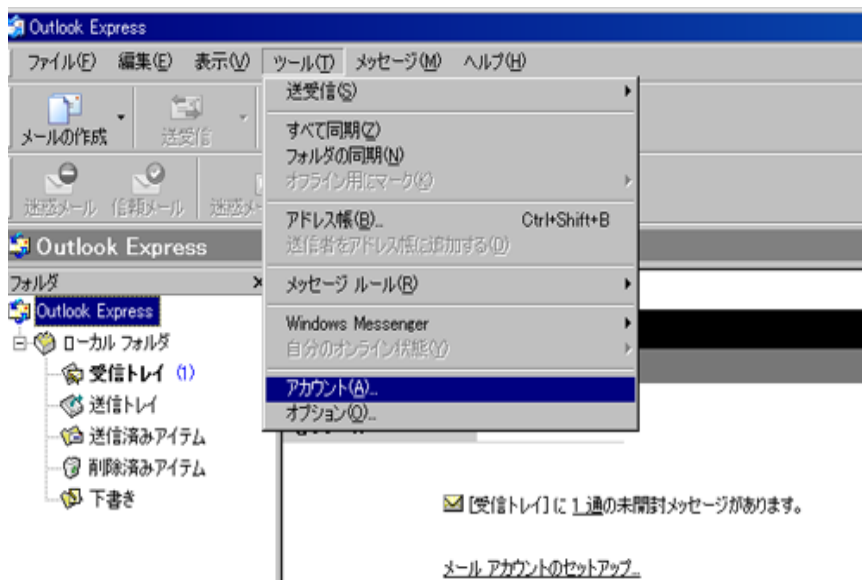 Outlook Express
ファイル(F) 編集(E) 表示(V) ツール(T) メッセージ(M) ヘルプ(H)
メールの作成 送受信
迷惑メール 信頼メール
送受信(S)
すべて同期(Z)
フォルダの同期(N)
オフライン用にマーク(K)
アドレス帳(B)... Ctrl+Shift+B
送信者をアドレス帳に追加する(D)
メッセージ ルール(R)
Windows Messenger
自分のオンライン状態(Y)
アカウント(A)...
オプション(O)...
Outlook Express
フォルダ ×
Outlook Express
ローカル フォルダ
受信トレイ (1)
送信トレイ
送信済みアイテム
削除済みアイテム
下書き
[受信トレイ] に 1 通の未開封メッセージがあります。
メール アカウントのセットアップ...